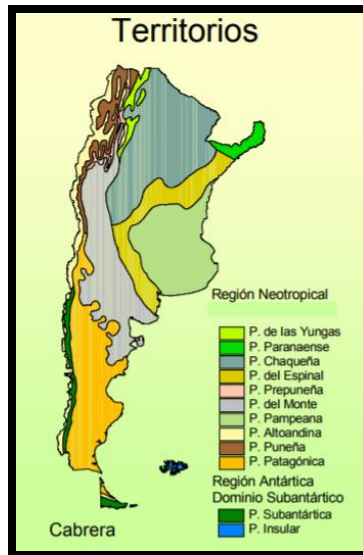 Territorios
Región Neotropical
P. de las Yungas
P. Paranaense
P. Chaqueña
P. del Espinal
P. Prepuneña
P. del Monte
P. Pampeana
P. Altoandina
P. Puneña
P. Patagónica
Región Antártica
Dominio Subantártico
P. Subantártica
P. Insular
Cabrera